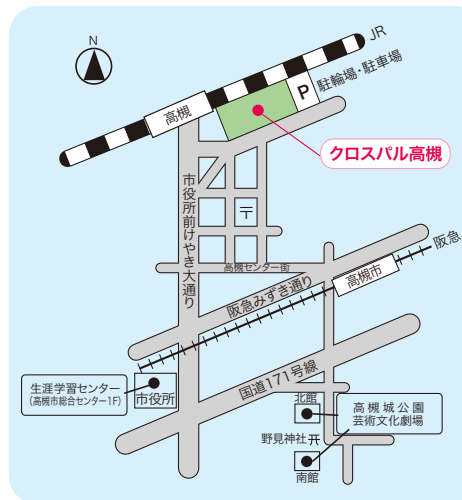 N
JR
高槻
P
駐輪場・駐車場
クロスパル高槻
市役所前けやき大通り
〒
高槻センター街
阪急
高槻市
阪急みずき通り
国道171号線
生涯学習センター
(高槻市総合センター1F)
市役所
北館
高槻城公園
芸術文化劇場
野見神社
南館